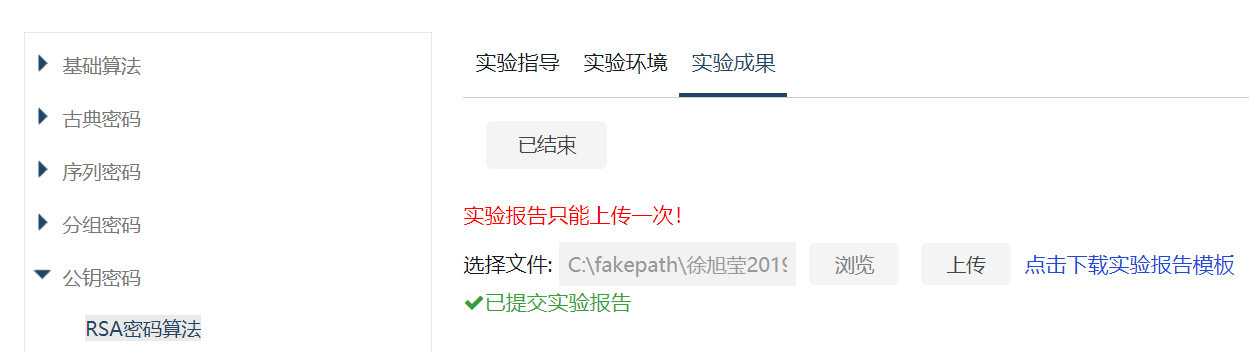 基础算法
古典密码
序列密码
分组密码
公钥密码
RSA密码算法
实验指导 实验环境 实验成果
已结束
实验报告只能上传一次!
选择文件: C:\fakepath\徐旭莹2019 浏览 上传 点击下载实验报告模板
已提交实验报告